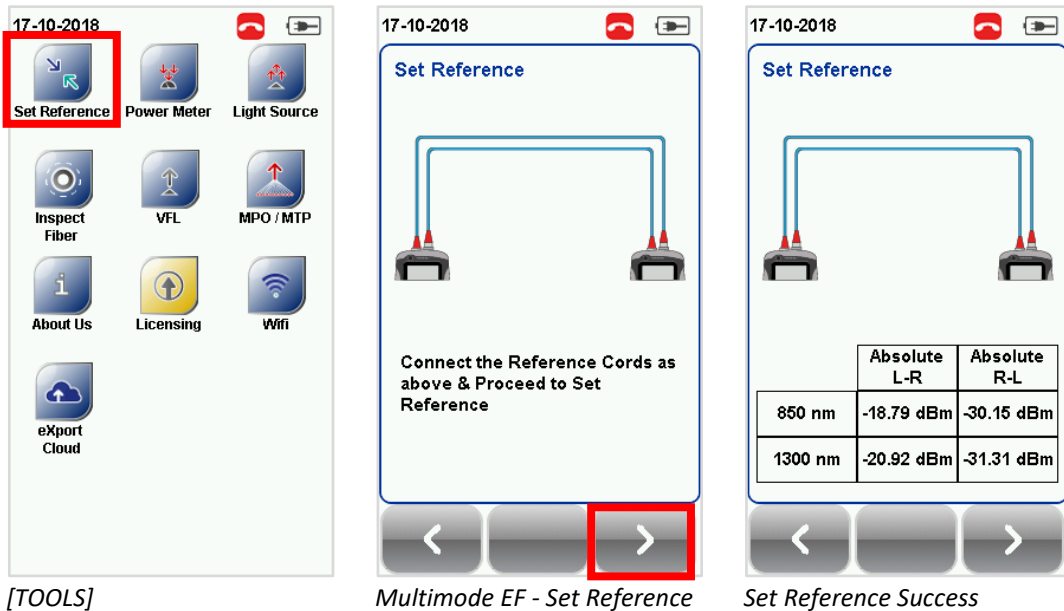 17-10-2018
Set Reference
Power Meter
Light Source
Inspect
Fiber
VFL
MPO / MTP
i
About Us
Licensing
Wifi
eXport
Cloud
[TOOLS]
17-10-2018
Set Reference
Connect the Reference Cords as
above & Proceed to Set
Reference
Multimode EF - Set Reference
17-10-2018
Set Reference
Absolute
L-R
Absolute
R-L
850 nm -18.79 dBm -30.15 dBm
1300 nm -20.92 dBm -31.31 dBm
Set Reference Success